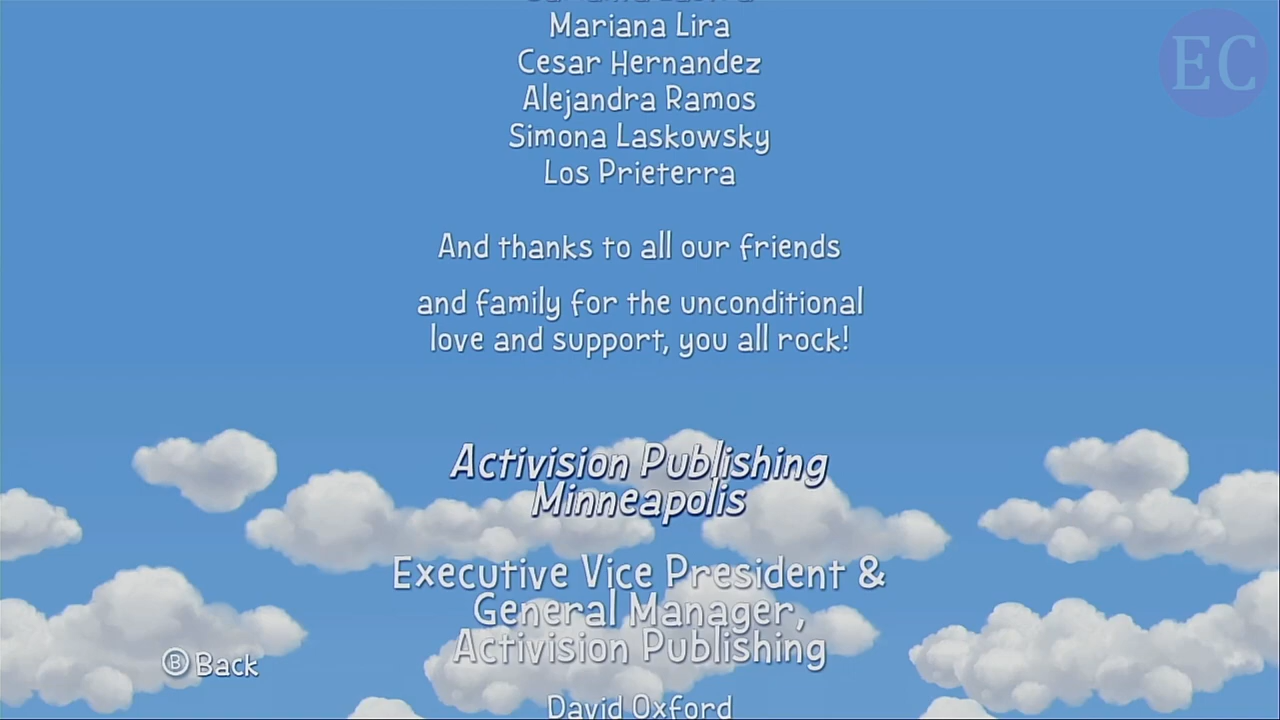 Mariana Lira
Cesar Hernandez
Alejandra Ramos
Simona Laskowsky
Los Prieterra
And thanks to all our friends
and family for the unconditional
love and support, you all rock!
Activision Publishing
Minneapolis
Executive Vice President &
General Manager,
Activision Publishing
David Oxford
B Back
EC